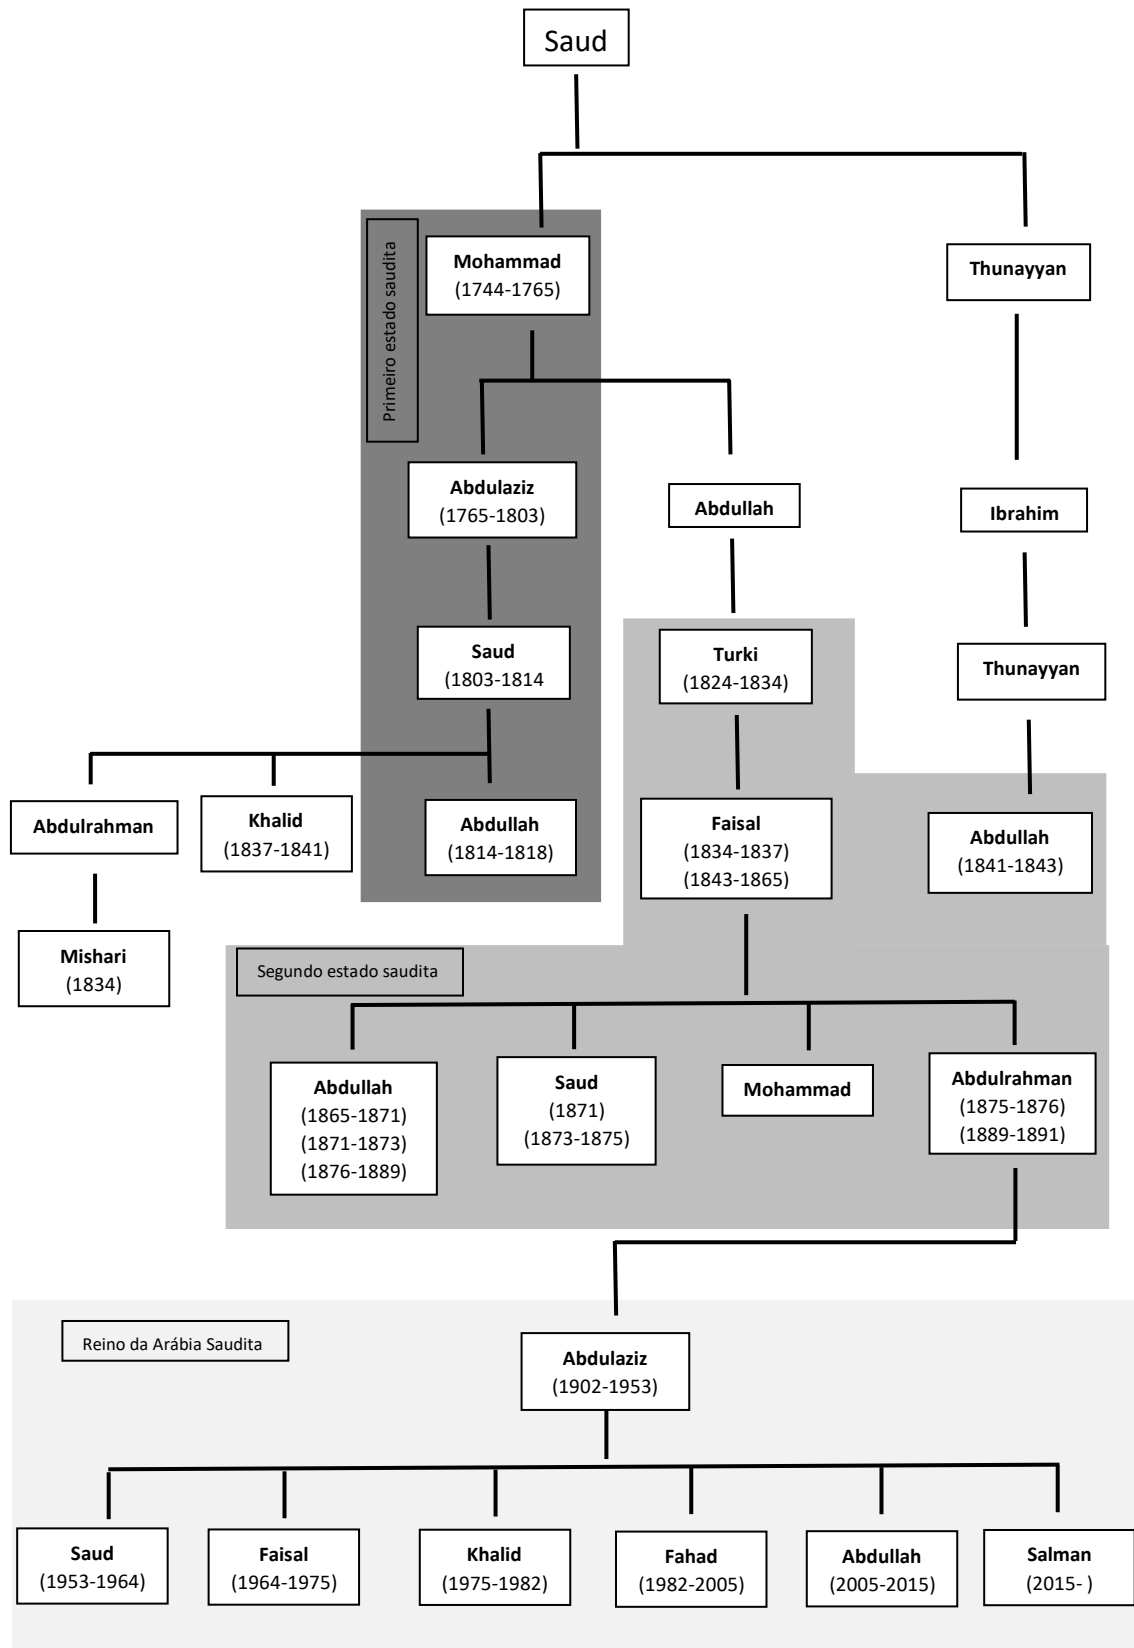 Saud
Primeiro estado saudita
Mohammad
(1744-1765)
Thunayyan
Abdulaziz
(1765-1803)
Abdullah
Ibrahim
Saud
(1803-1814
Turki
(1824-1834)
Thunayyan
Abdulrahman
Khalid
(1837-1841)
Abdullah
(1814-1818)
Faisal
(1834-1837)
(1843-1865)
Abdullah
(1841-1843)
Mishari
(1834)
Segundo estado saudita
Abdullah
(1865-1871)
(1871-1873)
(1876-1889)
Saud
(1871)
(1873-1875)
Mohammad
Abdulrahman
(1875-1876)
(1889-1891)
Reino da Arábia Saudita
Abdulaziz
(1902-1953)
Saud
(1953-1964)
Faisal
(1964-1975)
Khalid
(1975-1982)
Fahad
(1982-2005)
Abdullah
(2005-2015)
Salman
(2015- )